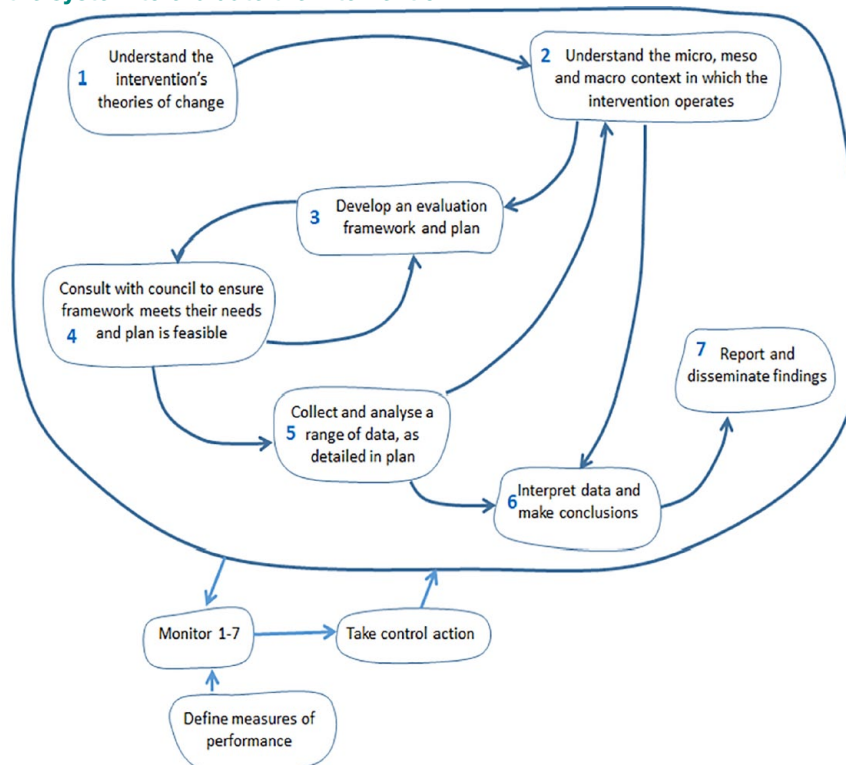 1 Understand the
intervention's
theories of change
2 Understand the micro, meso
and macro context in which the
intervention operates
3 Develop an evaluation
framework and plan
Consult with council to ensure
framework meets their needs
4 and plan is feasible
Collect and analyse a
5 range of data, as
detailed in plan
6 Interpret data and
make conclusions
7 Report and
disseminate findings
Monitor 1-7
Take control action
Define measures of
performance